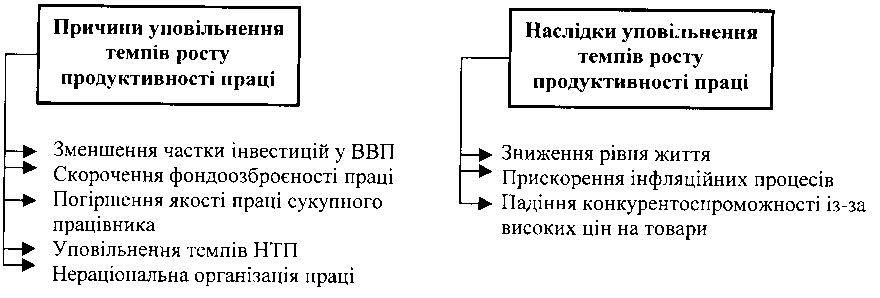 Причини уповільнення
темпів росту
продуктивності праці
Зменшення частки інвестицій у ВВП
Скорочення фондоозброєності праці
Погіршення якості праці сукупного
працівника
Уповільнення темпів НТП
Нераціональна організація праці
Наслідки уповільнення
темпів росту
продуктивності праці
Зниження рівня життя
Прискорення інфляційних процесів
Падіння конкурентоспроможності із-за
високих цін на товари